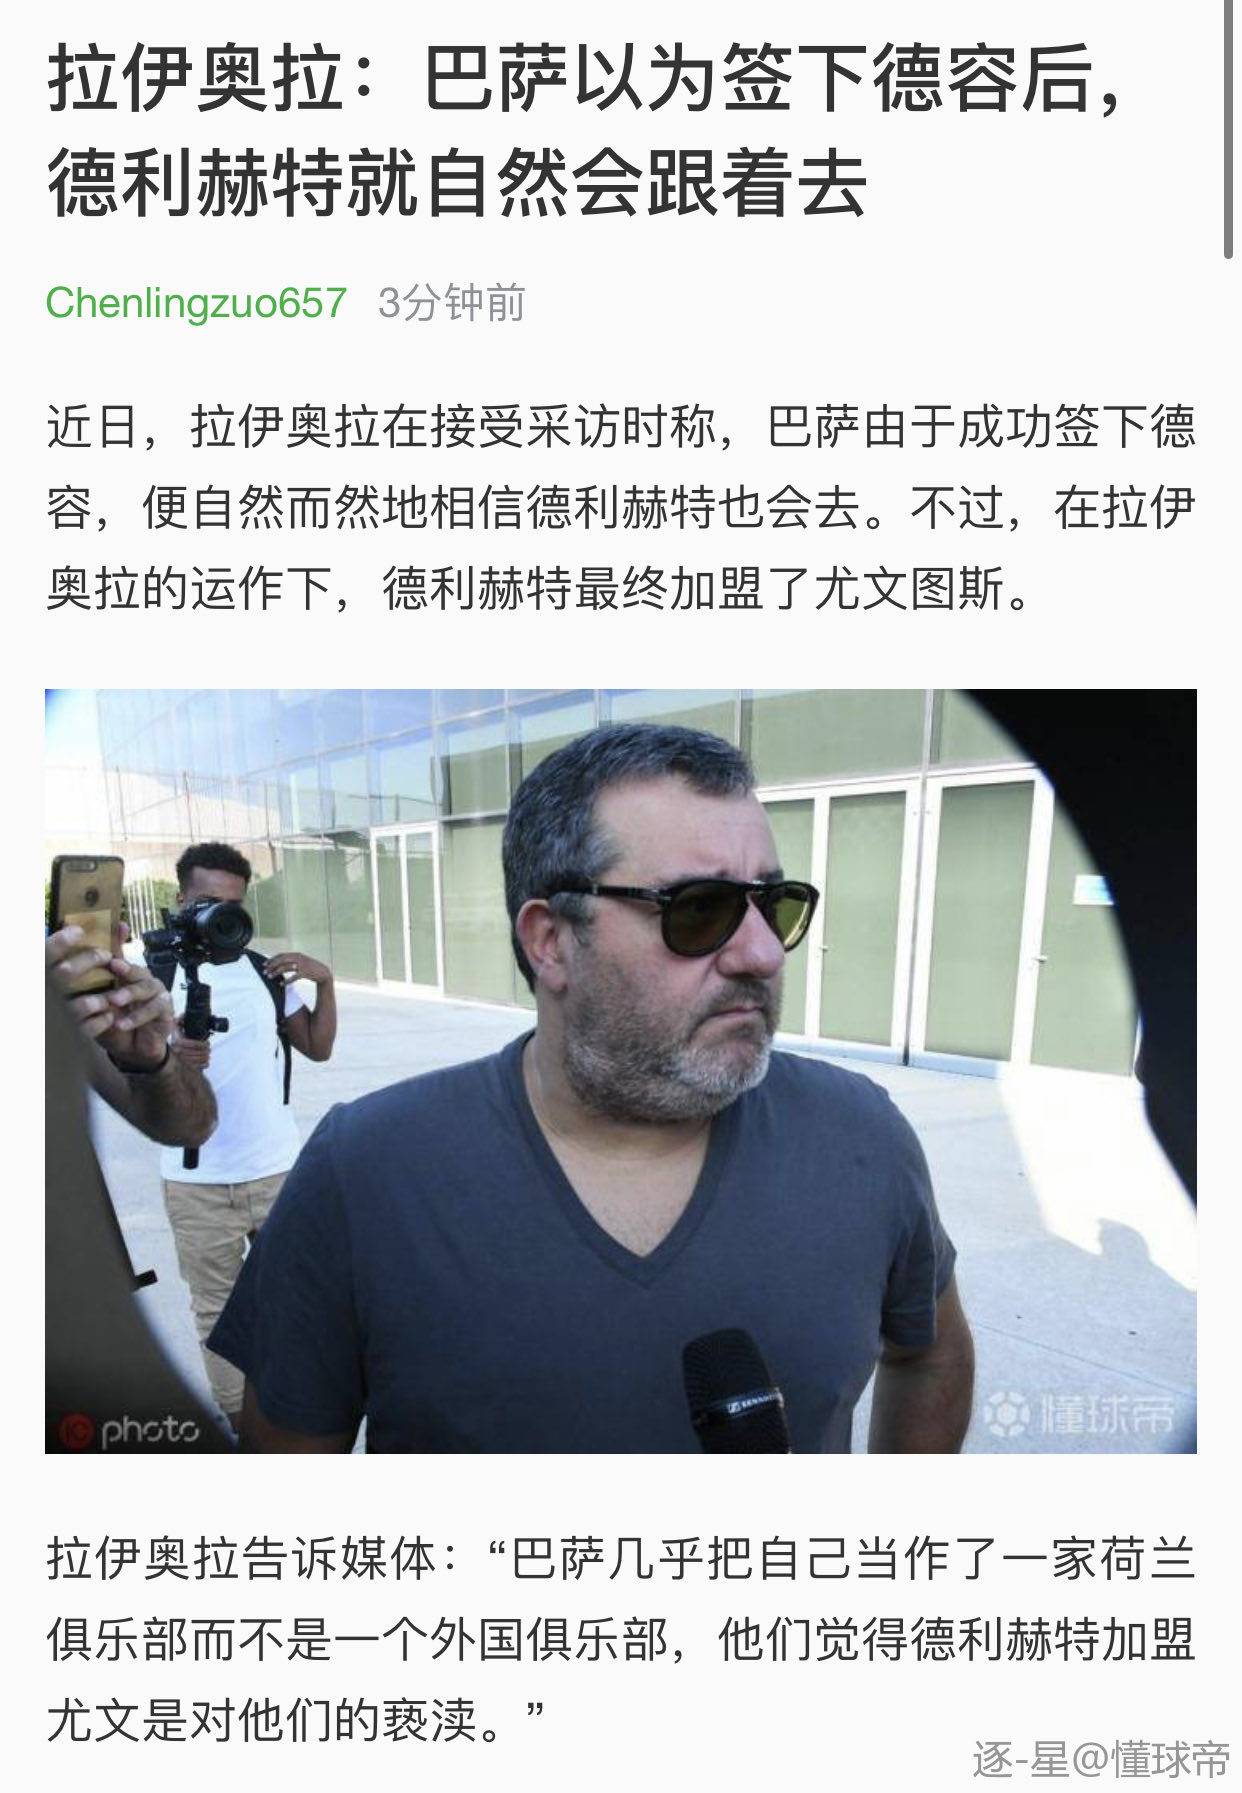 拉伊奥拉：巴萨以为签下德容后，
德利赫特就自然会跟着去
Chenlingzuo657 3分钟前
近日，拉伊奥拉在接受采访时称，巴萨由于成功签下德
容，便自然而然地相信德利赫特也会去。不过，在拉伊
奥拉的运作下，德利赫特最终加盟了尤文图斯。
IC photo
懂球帝
拉伊奥拉告诉媒体：“巴萨几乎把自己当作了一家荷兰
俱乐部而不是一个外国俱乐部，他们觉得德利赫特加盟
尤文是对他们的亵渎。”
逐-星@懂球帝